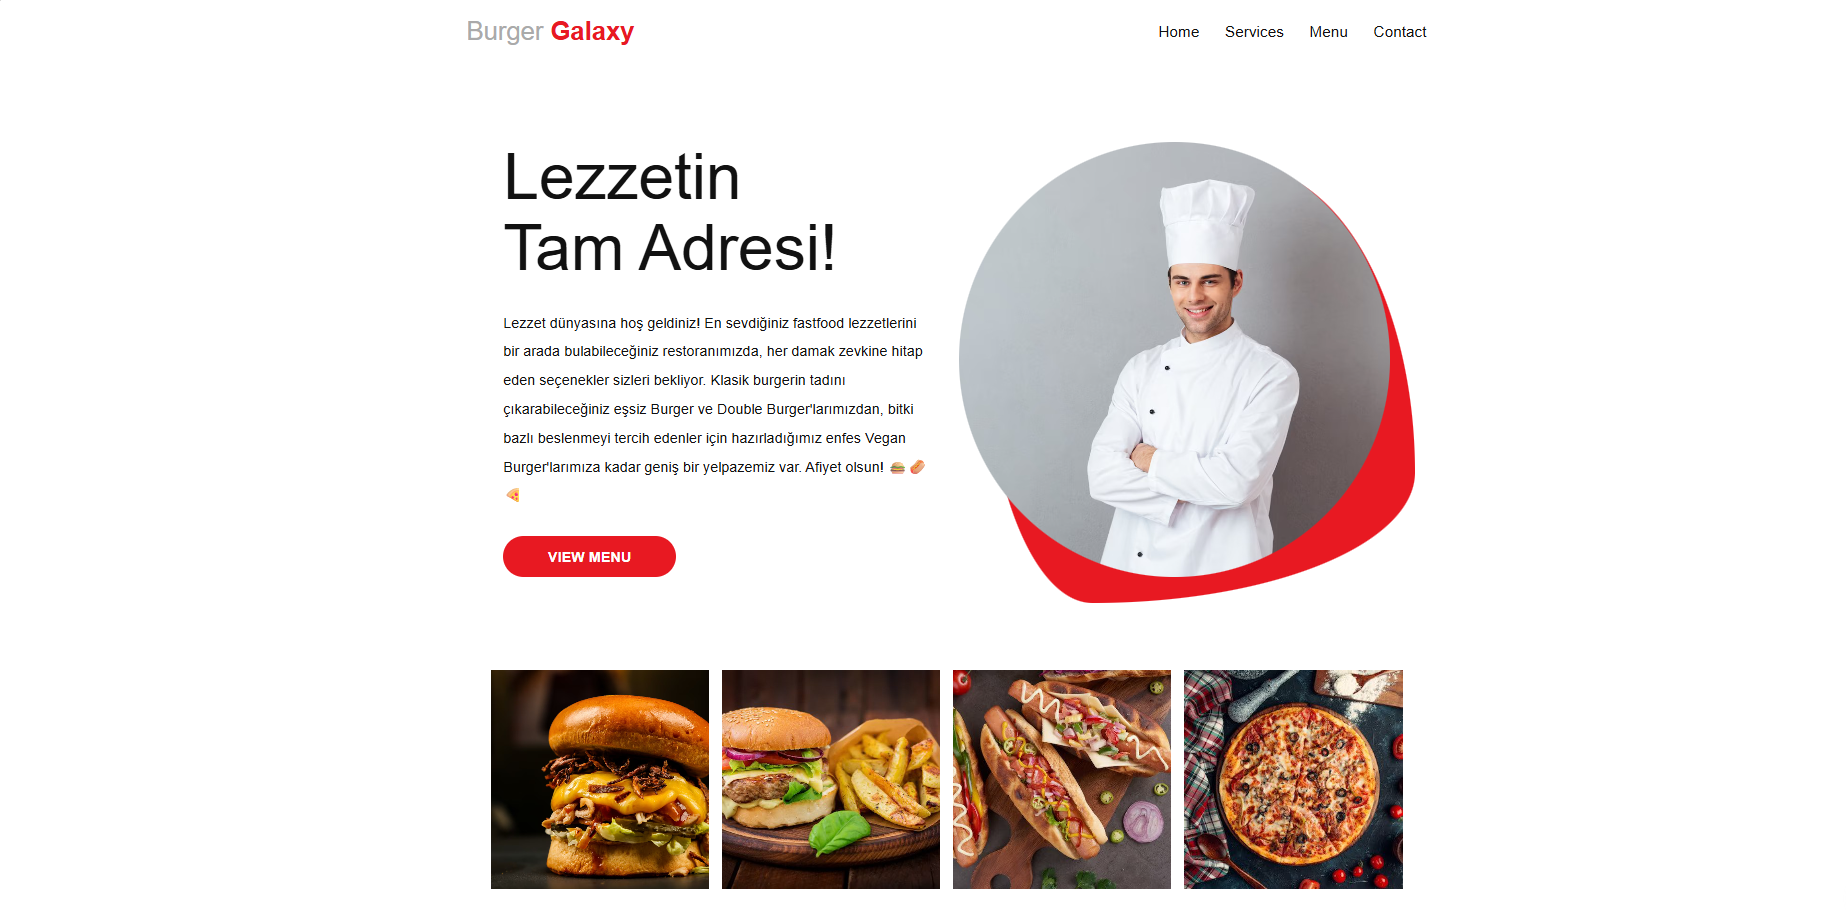 Burger Galaxy
Home Services Menu Contact
Lezzetin
Tam Adresi!
Lezzet dünyasına hoş geldiniz! En sevdiğiniz fastfood lezzetlerini
bir arada bulabileceğiniz restoranımızda, her damak zevkine hitap
eden seçenekler sizleri bekliyor. Klasik burgerin tadını
çıkarabileceğiniz eşsiz Burger ve Double Burger'larımızdan, bitki
bazlı beslenmeyi tercih edenler için hazırladığımız enfes Vegan
Burger'larımıza kadar geniş bir yelpazemiz var. Afiyet olsun! 🍔 🌭
🍕
VIEW MENU